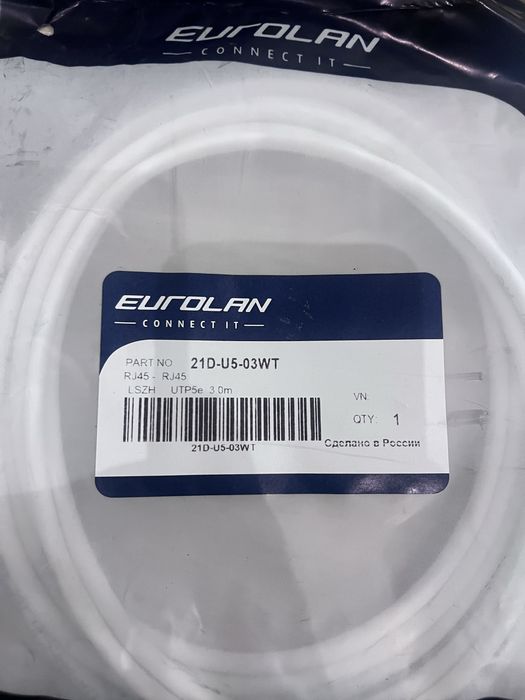 EUROLAN
— CONNECT IT —
EUROLAN
— CONNECT IT —
PART NO 21D-U5-03WT
RJ45 - RJ45
LSZH UTP5e 3.0m
VN:
QTY: 1
21D-U5-03WT
Сделано в России